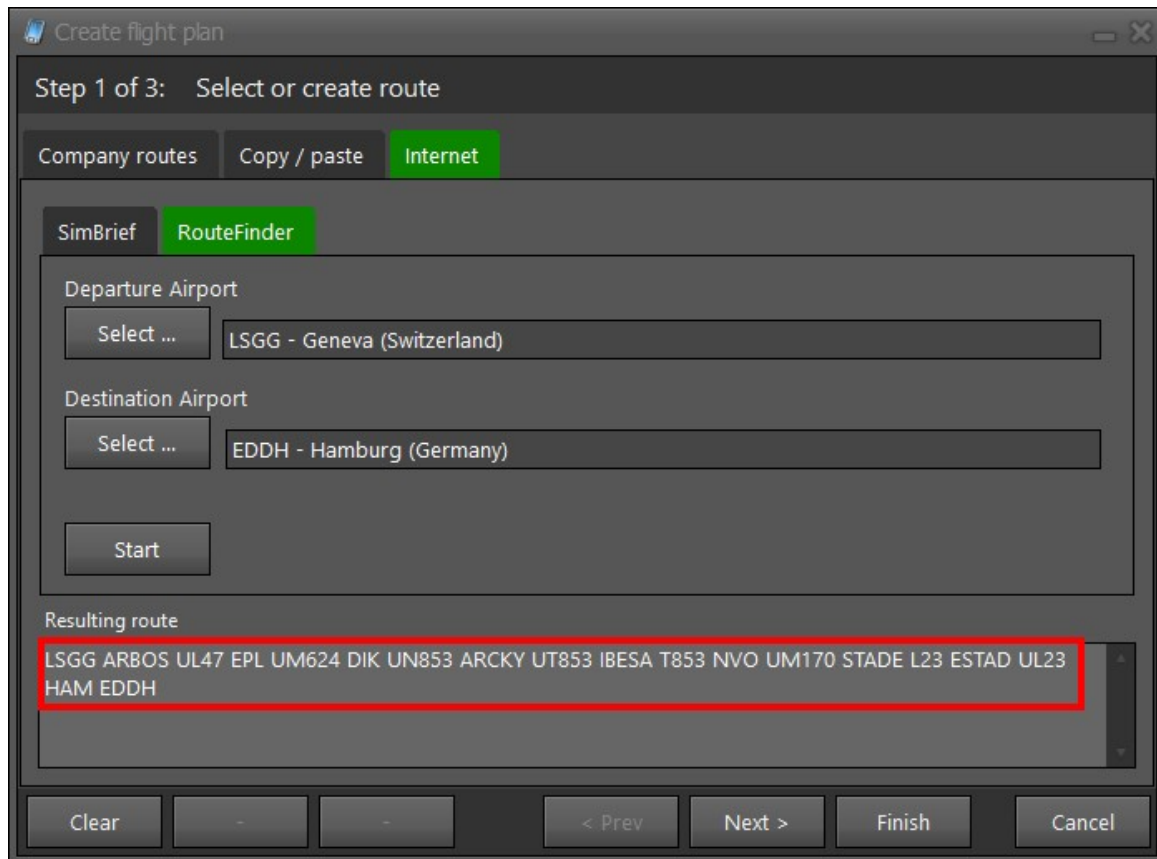 Create flight plan
Step 1 of 3: Select or create route
Company routes Copy / paste Internet
SimBrief RouteFinder
Departure Airport
Select ... LSGG - Geneva (Switzerland)
Destination Airport
Select ... EDDH - Hamburg (Germany)
Start
Resulting route
LSGG ARBOS UL47 EPL UM624 DIK UN853 ARCKY UT853 IBESA T853 NVO UM170 STADE L23 ESTAD UL23
HAM EDDH
Clear - - < Prev Next > Finish Cancel